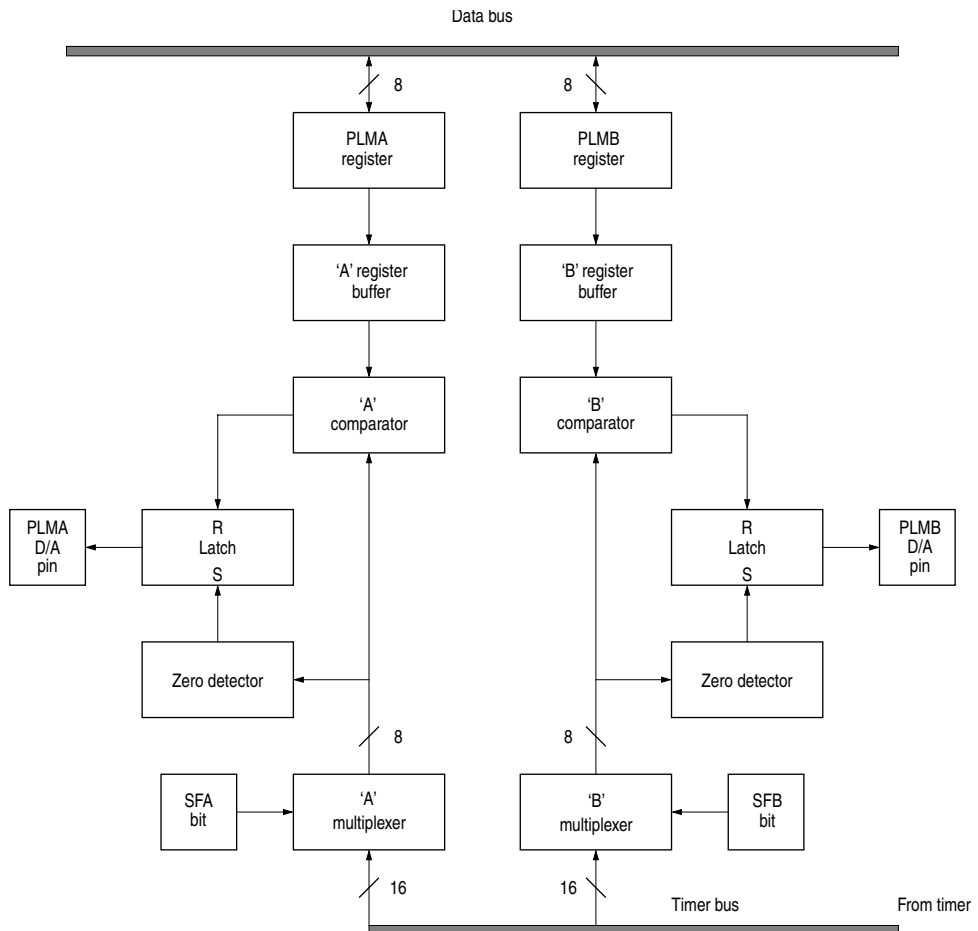 Data bus
8
8
PLMA
register
PLMB
register
‘A’ register
buffer
‘B’ register
buffer
‘A’
comparator
‘B’
comparator
PLMA
D/A
pin
R
Latch
S
R
Latch
S
PLMB
D/A
pin
Zero detector
Zero detector
8
8
SFA
bit
‘A’
multiplexer
‘B’
multiplexer
SFB
bit
16
16
Timer bus
From timer